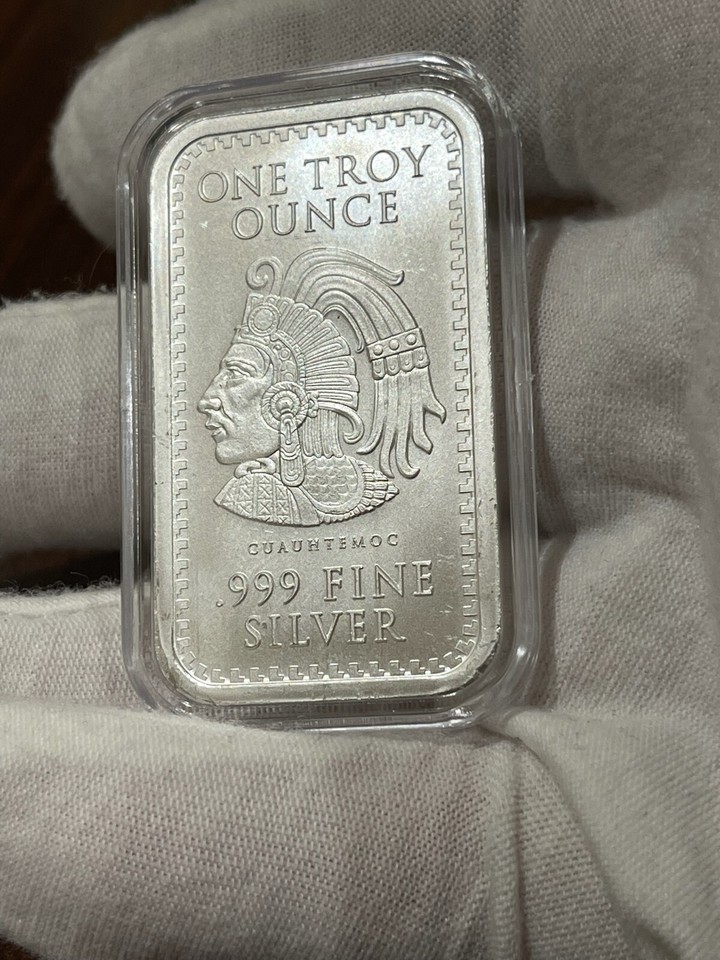 ONE TROY
OUNCE
CUAUHTEMOC
.999 FINE
SILVER